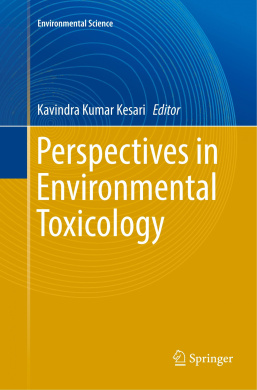 Environmental Science
Kavindra Kumar Kesari Editor
Perspectives in
Environmental
Toxicology
Springer